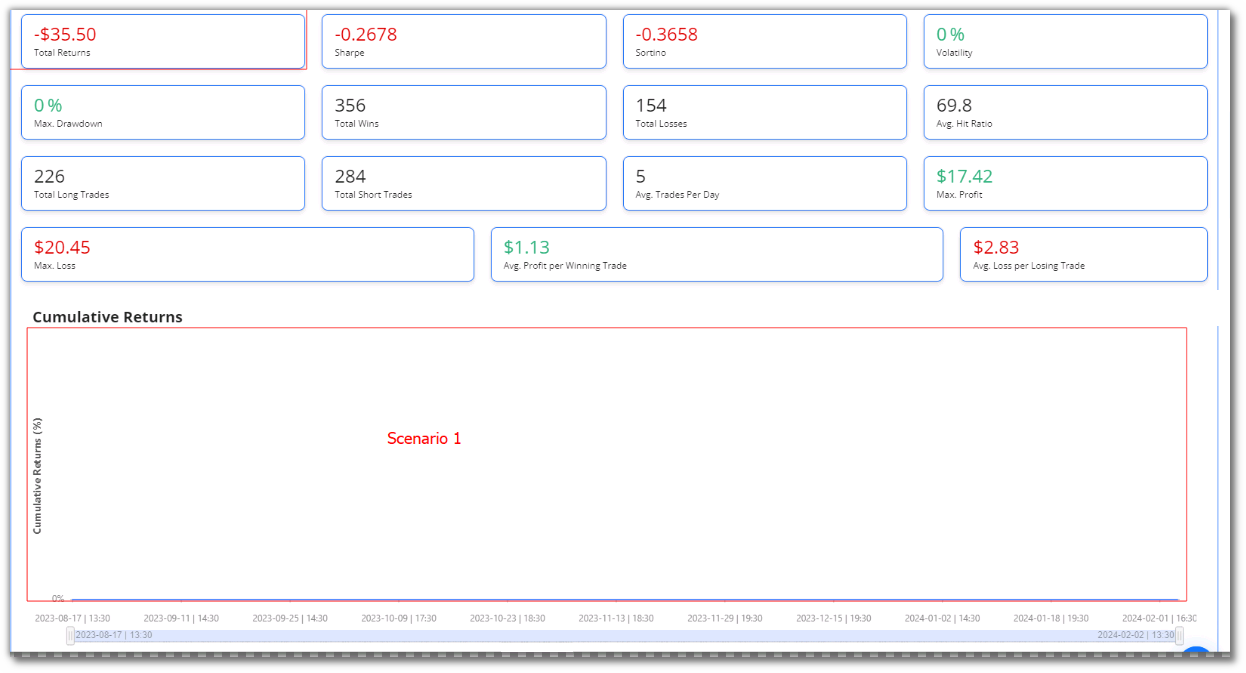 -$35.50
Total Returns
-0.2678
Sharpe
-0.3658
Sortino
0 %
Volatility
0 %
Max. Drawdown
356
Total Wins
154
Total Losses
69.8
Avg. Hit Ratio
226
Total Long Trades
284
Total Short Trades
5
Avg. Trades Per Day
$17.42
Max. Profit
$20.45
Max. Loss
$1.13
Avg. Profit per Winning Trade
$2.83
Avg. Loss per Losing Trade
Cumulative Returns
Cumulative Returns (%)
Scenario 1
0%
2023-08-17 | 13:30
2023-09-11 | 14:30
2023-09-25 | 14:30
2023-10-09 | 17:30
2023-10-23 | 18:30
2023-11-13 | 18:30
2023-11-29 | 19:30
2023-12-15 | 19:30
2024-01-02 | 14:30
2024-01-18 | 19:30
2024-02-01 | 16:30
2023-08-17 | 13:30
2024-02-02 | 13:30